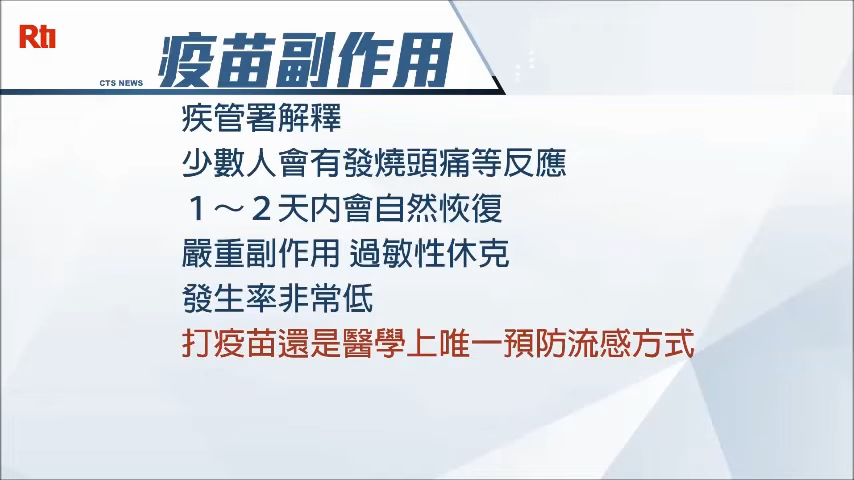 Rti
CTS NEWS
疫苗副作用
疾管署解釋
少數人會有發燒頭痛等反應
1～2天內會自然恢復
嚴重副作用 過敏性休克
發生率非常低
打疫苗還是醫學上唯一預防流感方式